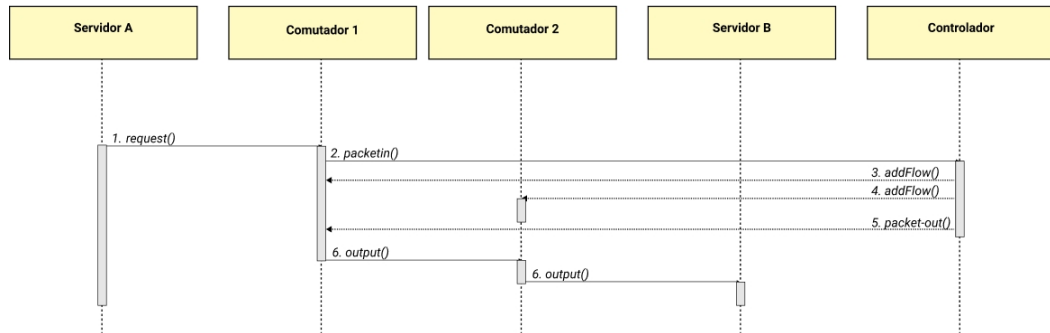 Servidor A
Comutador 1
Comutador 2
Servidor B
Controlador
1. request()
2. packetin()
3. addFlow()
4. addFlow()
5. packet-out()
6. output()
6. output()